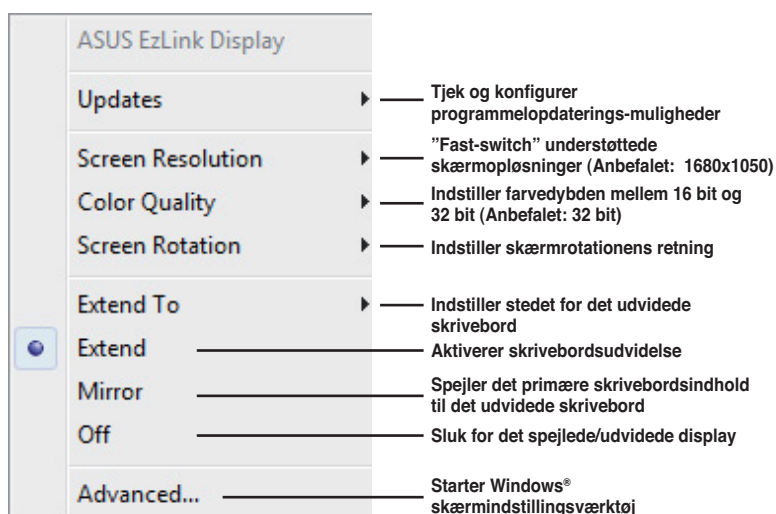 ASUS EzLink Display
Updates
Tjek og konfigurer
programmelopdaterings-muligheder
Screen Resolution
”Fast-switch” understøttede
skærmopløsninger (Anbefalet: 1680x1050)
Color Quality
Indstiller farvedybden mellem 16 bit og
32 bit (Anbefalet: 32 bit)
Screen Rotation
Indstiller skærmrotationens retning
Extend To
Indstiller stedet for det udvidede
skrivebord
Extend
Aktiverer skrivebordsudvidelse
Mirror
Spejler det primære skrivebordsindhold
til det udvidede skrivebord
Off
Sluk for det spejlede/udvidede display
Advanced...
Starter Windows®
skærmindstillingsværktøj